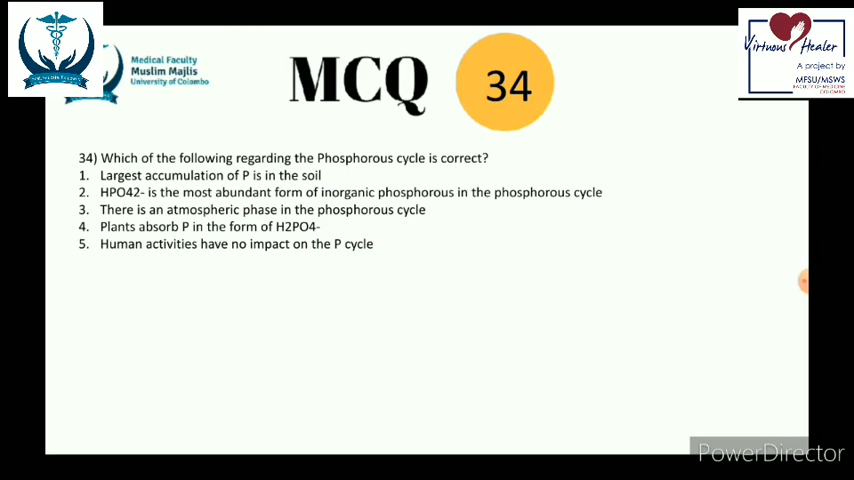 Medical Faculty
Muslim Majlis
University of Colombo
MCQ
34
Virtuous Healer
A project by
MFSU/MSWS
FACULTY OF MEDICINE
COLOMBO
34) Which of the following regarding the Phosphorous cycle is correct?
1. Largest accumulation of P is in the soil
2. HPO42- is the most abundant form of inorganic phosphorous in the phosphorous cycle
3. There is an atmospheric phase in the phosphorous cycle
4. Plants absorb P in the form of H2PO4-
5. Human activities have no impact on the P cycle
PowerDirector